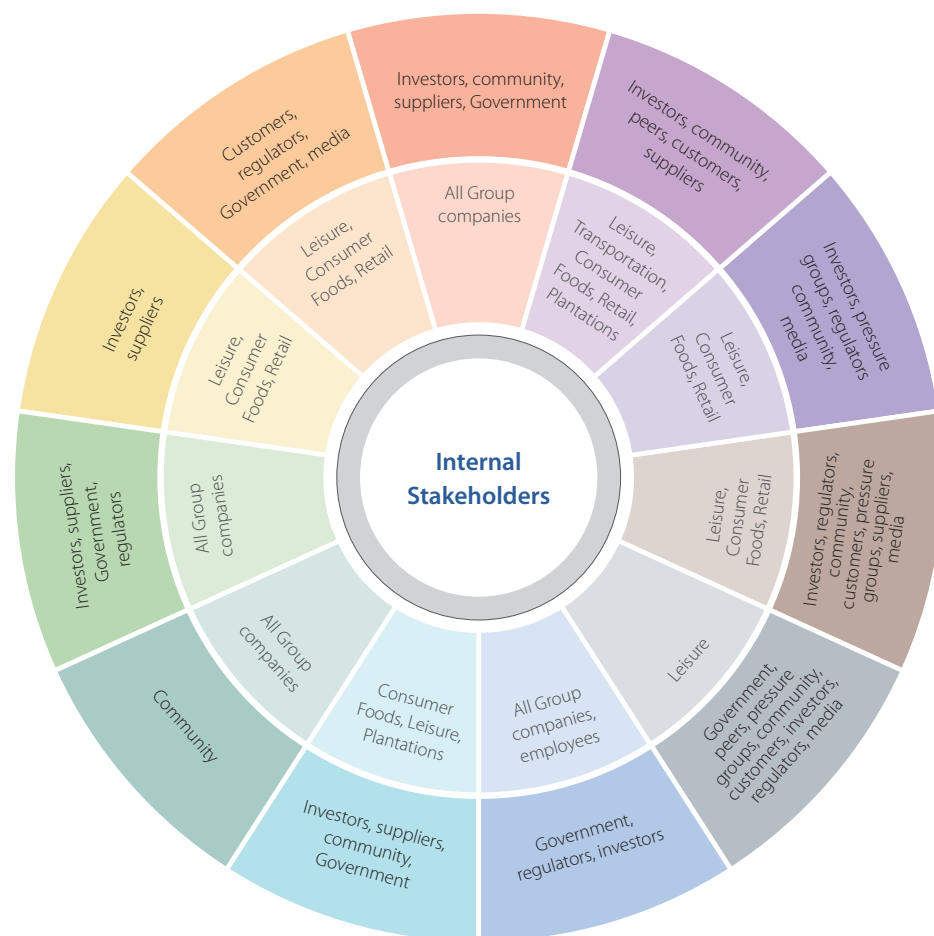 Internal
Stakeholders
Investors, community,
suppliers, Government
All Group
companies
Investors, community,
peers, customers,
suppliers
Leisure,
Transportation,
Consumer
Foods, Retail,
Plantations
Investors, pressure
groups, regulators
community,
media
Leisure,
Consumer
Foods, Retail
Investors, regulators,
community,
customers, pressure
groups, suppliers,
media
Leisure,
Consumer
Foods, Retail
Government,
peers, pressure
groups, community,
customers, investors,
regulators, media
Leisure
Government,
regulators, investors
All Group
companies,
employees
Investors, suppliers,
community,
Government
Consumer
Foods, Leisure,
Plantations
Community
All Group
companies
Investors, suppliers,
Government,
regulators
All Group
companies
Investors,
suppliers
Leisure,
Consumer
Foods, Retail
Customers,
regulators,
Government, media
Leisure,
Consumer
Foods, Retail